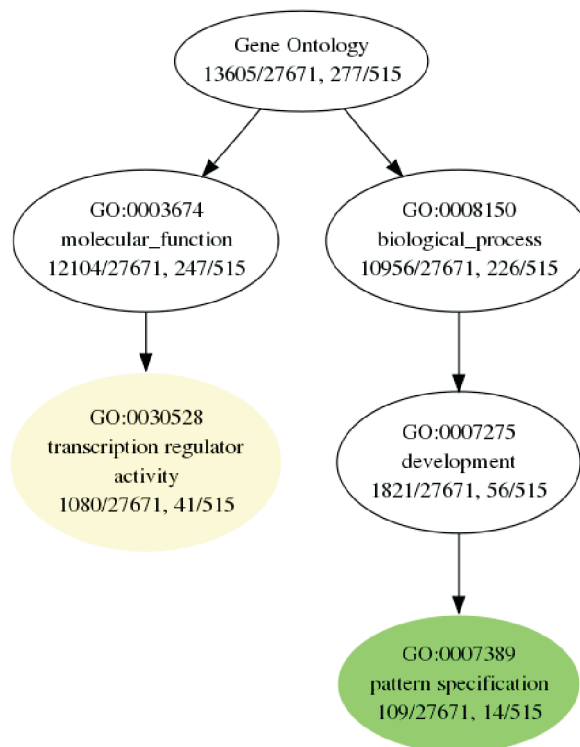 Gene Ontology
13605/27671, 277/515
GO:0003674
molecular_function
12104/27671, 247/515
GO:0008150
biological_process
10956/27671, 226/515
GO:0030528
transcription regulator
activity
1080/27671, 41/515
GO:0007275
development
1821/27671, 56/515
GO:0007389
pattern specification
109/27671, 14/515